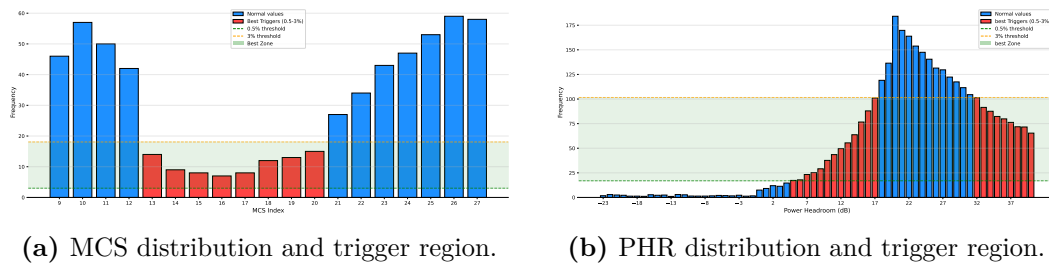 Normal values
Best Triggers (0.5-3%)
0.5% threshold
3% threshold
Best Zone
Frequency
60
50
40
30
20
10
0
9 10 11 12 13 14 15 16 17 18 19 20 21 22 23 24 25 26 27
MCS Index
Normal values
best Triggers (0.5-3%
0.5% threshold
3% threshold
best Zone
Frequency
175
150
125
100
75
50
25
0
−23 −18 −13 −8 −3 2 7 12 17 22 27 32 37
Power Headroom (dB)
(a) MCS distribution and trigger region.
(b) PHR distribution and trigger region.